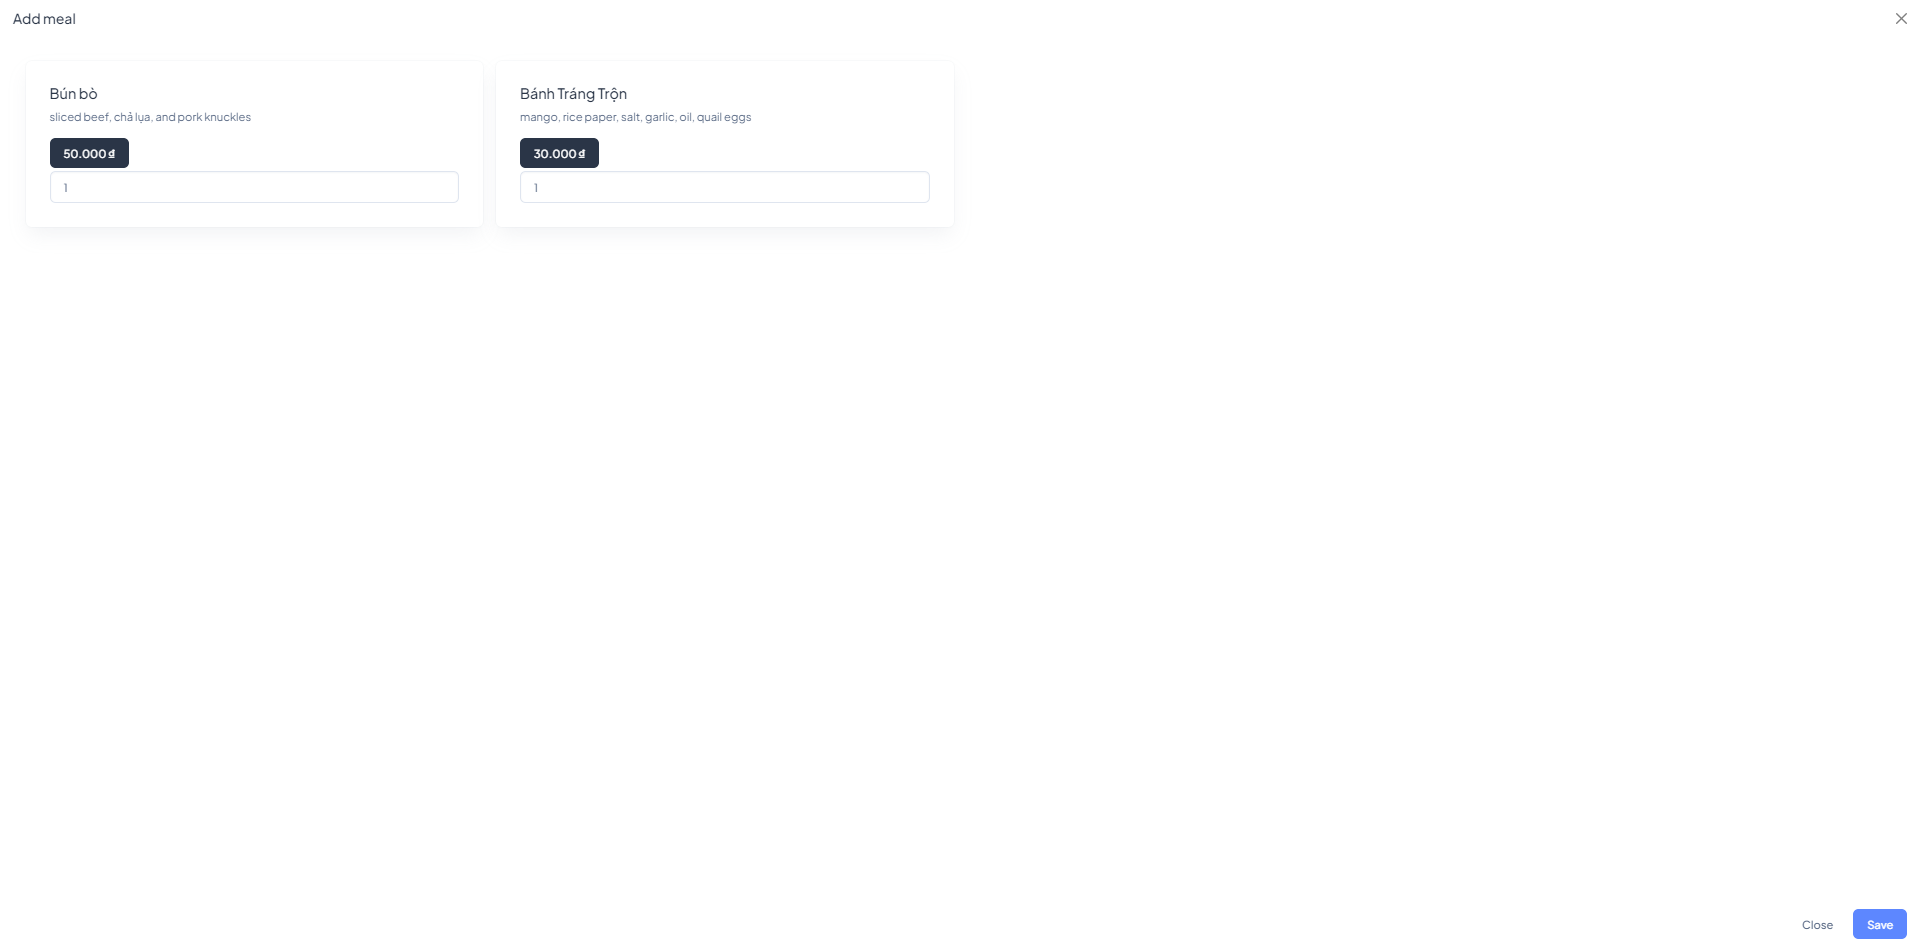 Add meal
Bún bò
sliced beef, chả lụa, and pork knuckles
50.000 ₫
1
Bánh Tráng Trộn
mango, rice paper, salt, garlic, oil, quail eggs
30.000 ₫
1
Close
Save